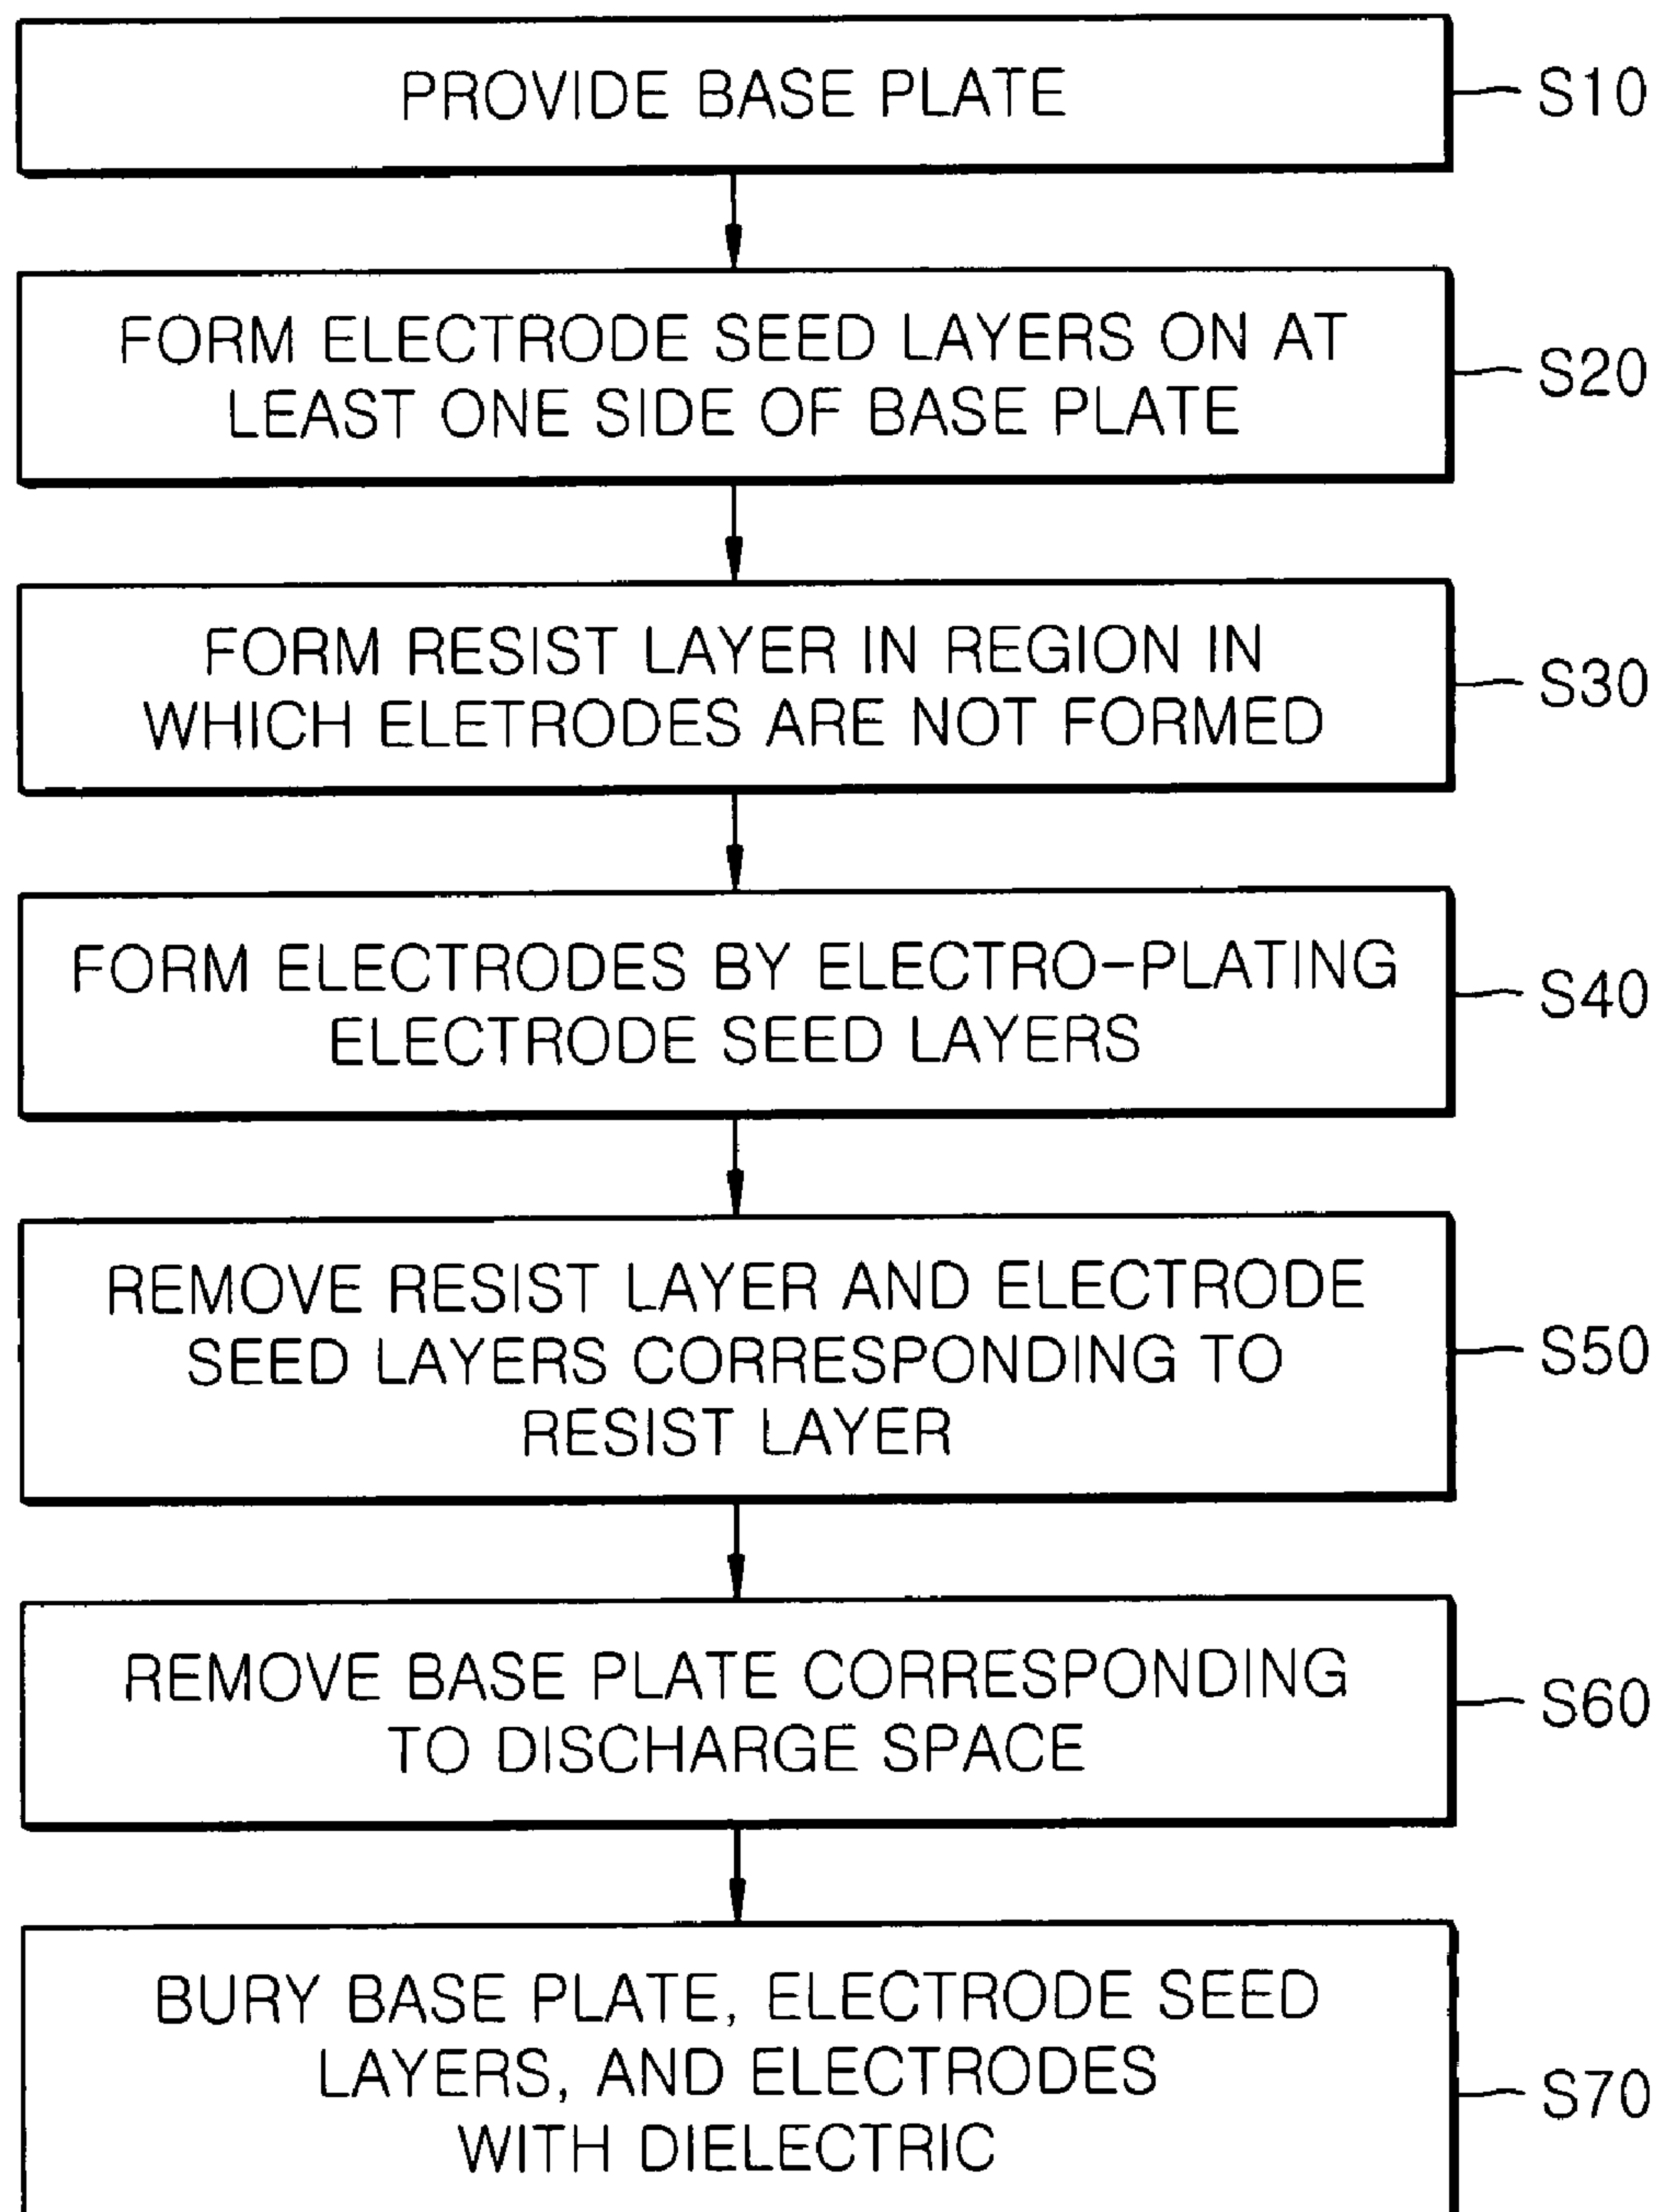 PROVIDE BASE PLATE
S10
FORM ELECTRODE SEED LAYERS ON AT
LEAST ONE SIDE OF BASE PLATE
S20
FORM RESIST LAYER IN REGION IN
WHICH ELETRODES ARE NOT FORMED
S30
FORM ELECTRODES BY ELECTRO-PLATING
ELECTRODE SEED LAYERS
S40
REMOVE RESIST LAYER AND ELECTRODE
SEED LAYERS CORRESPONDING TO
RESIST LAYER
S50
REMOVE BASE PLATE CORRESPONDING
TO DISCHARGE SPACE
S60
BURY BASE PLATE, ELECTRODE SEED
LAYERS, AND ELECTRODES
WITH DIELECTRIC
S70